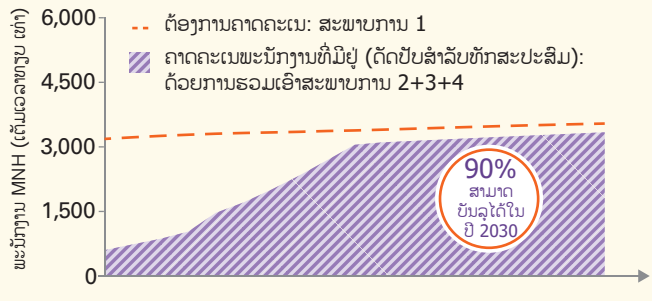 ພະນັກງານ MNH (ເຕັມເວລາທຽບ ເທົ່າ)
6,000
4,500
3,000
1,500
0
ຕ້ອງການຄາດຄະເນ: ສະພາບການ 1
ຄາດຄະເນພະນັກງານທີ່ມີຢູ່ (ດັດປັບສໍາລັບທັກສະປະສົມ):
ດ້ວຍການຮວມເອົາສະພາບການ 2+3+4
90%
ສາມາດ
ບັນລຸໄດ້ໃນ
ປີ 2030